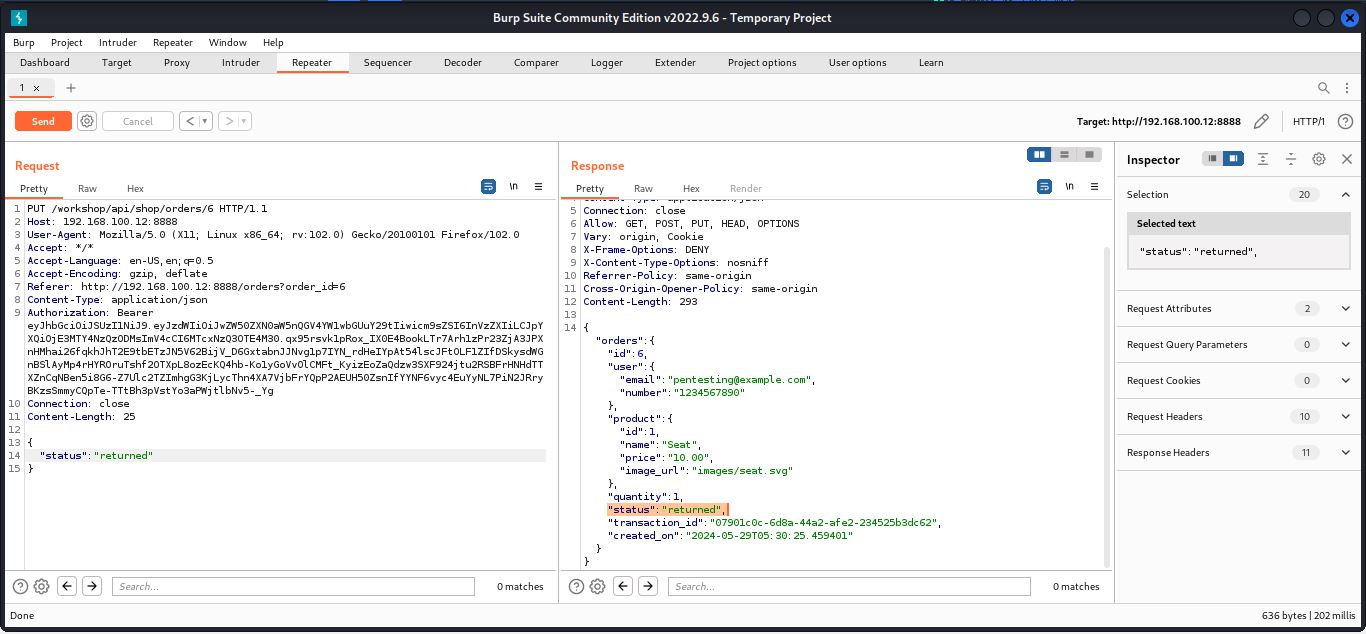 Burp Suite Community Edition v2022.9.6 - Temporary Project
Burp Project Intruder Repeater Window Help
Dashboard Target Proxy Intruder Repeater Sequencer Decoder Comparer Logger Extender Project options User options Learn
1 × +
Send Cancel < > Target: http://192.168.100.12:8888 HTTP/1 ?
Request
Pretty Raw Hex \n
1 PUT /workshop/api/shop/orders/6 HTTP/1.1
2 Host: 192.168.100.12:8888
3 User-Agent: Mozilla/5.0 (X11; Linux x86_64; rv:102.0) Gecko/20100101 Firefox/102.0
4 Accept: */*
5 Accept-Language: en-US,en;q=0.5
6 Accept-Encoding: gzip, deflate
7 Referer: http://192.168.100.12:8888/orders?order_id=6
8 Content-Type: application/json
9 Authorization: Bearer
10 Connection: close
11 Content-Length: 25
12
13 {
14 "status":"returned"
15 }
? Search... 0 matches
Response
Pretty Raw Hex Render \n
5 Connection: close
6 Allow: GET, POST, PUT, HEAD, OPTIONS
7 Vary: origin, Cookie
8 X-Frame-Options: DENY
9 X-Content-Type-Options: nosniff
10 Referrer-Policy: same-origin
11 Cross-Origin-Opener-Policy: same-origin
12 Content-Length: 293
13
14 {
"orders":{
"id":6,
"user":{
"email":"pentesting@example.com",
"number":"1234567890"
},
"product":{
"id":1,
"name":"Seat",
"price":"10.00",
"image_url":"images/seat.svg"
},
"quantity":1,
"status":"returned",
"transaction_id":"07901c0c-6d8a-44a2-afe2-234525b3dc62",
"created_on":"2024-05-29T05:30:25.459401"
}
}
? Search... 0 matches
Inspector
Selection 20
Selected text
"status":"returned",
Request Attributes 2
Request Query Parameters 0
Request Cookies 0
Request Headers 10
Response Headers 11
Done 636 bytes | 202 millis